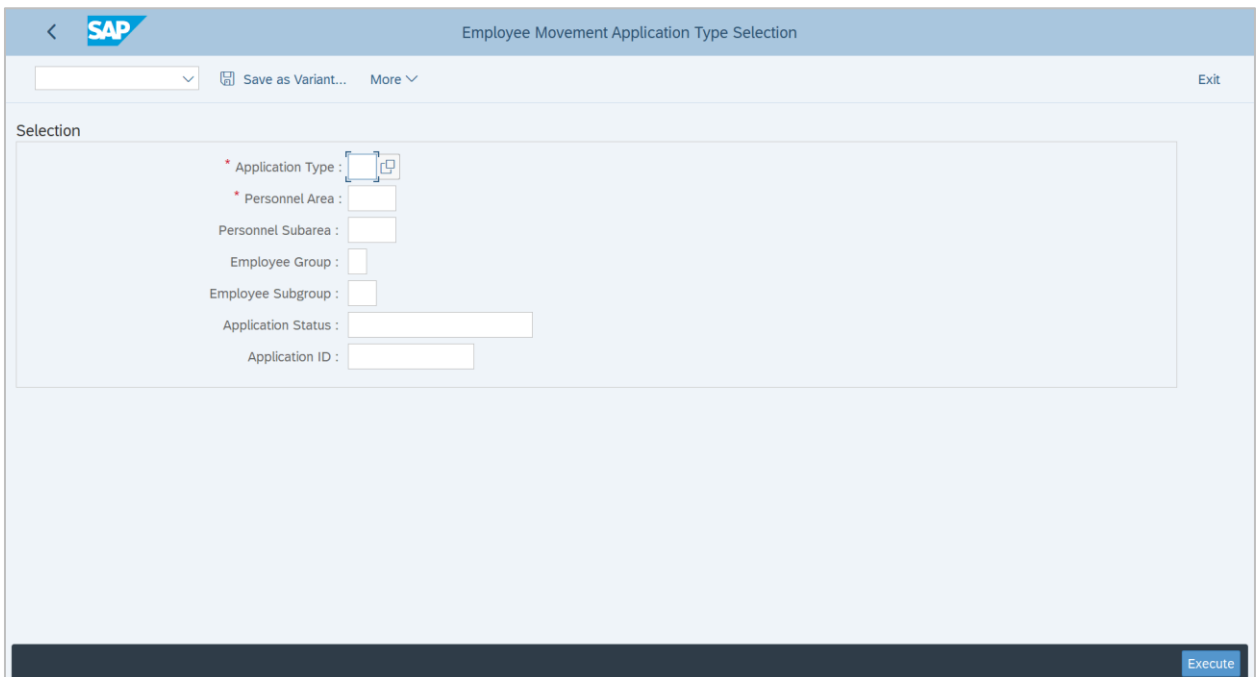 SAP Employee Movement Application Type Selection
Save as Variant... More Exit
Selection
* Application Type :
* Personnel Area :
Personnel Subarea :
Employee Group :
Employee Subgroup :
Application Status :
Application ID :
Execute